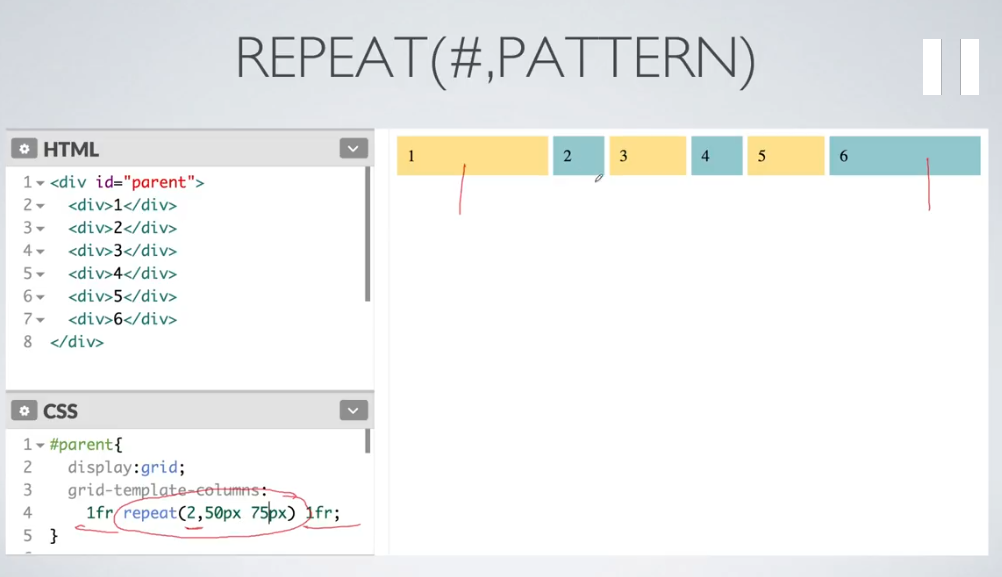 REPEAT(#,PATTERN)
HTML
1 <div id="parent">
2 <div>1</div>
3 <div>2</div>
4 <div>3</div>
5 <div>4</div>
6 <div>5</div>
7 <div>6</div>
8 </div>
1
2
3
4
5
6
CSS
1 #parent{
2 display:grid;
3 grid-template-columns:
4 1fr repeat(2,50px 75px) 1fr;
5 }